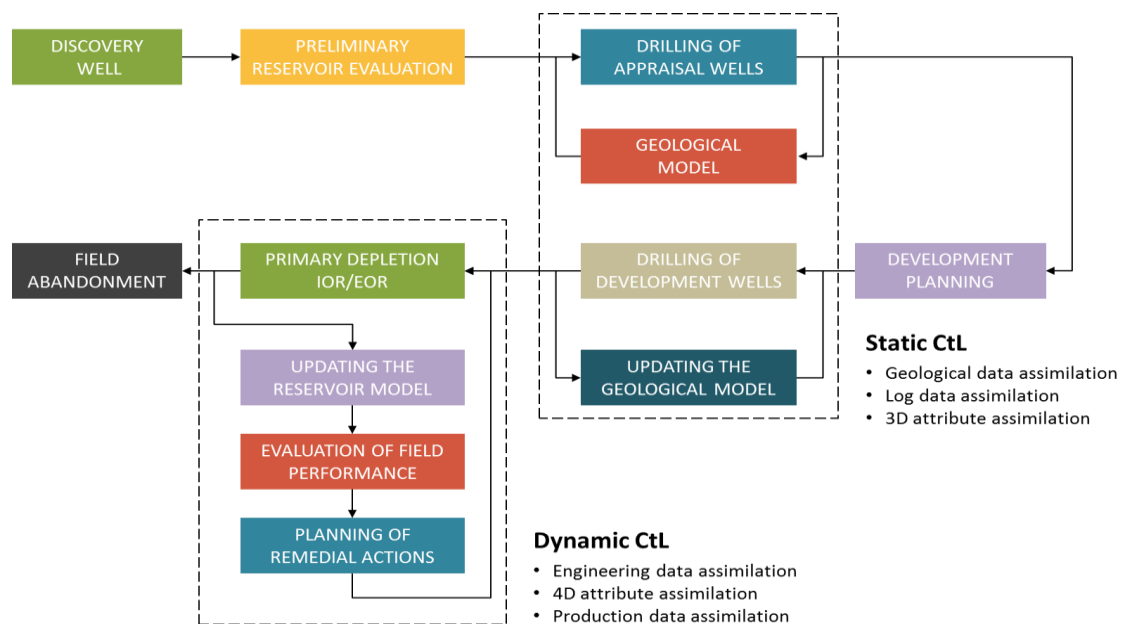 DISCOVERY
WELL
PRELIMINARY
RESERVOIR EVALUATION
DRILLING OF
APPRAISAL WELLS
GEOLOGICAL
MODEL
FIELD
ABANDONMENT
PRIMARY DEPLETION
IOR/EOR
DRILLING OF
DEVELOPMENT WELLS
DEVELOPMENT
PLANNING
UPDATING THE
RESERVOIR MODEL
UPDATING THE
GEOLOGICAL MODEL
Static CtL
• Geological data assimilation
• Log data assimilation
• 3D attribute assimilation
EVALUATION OF FIELD
PERFORMANCE
PLANNING OF
REMEDIAL ACTIONS
Dynamic CtL
• Engineering data assimilation
• 4D attribute assimilation
• Production data assimilation